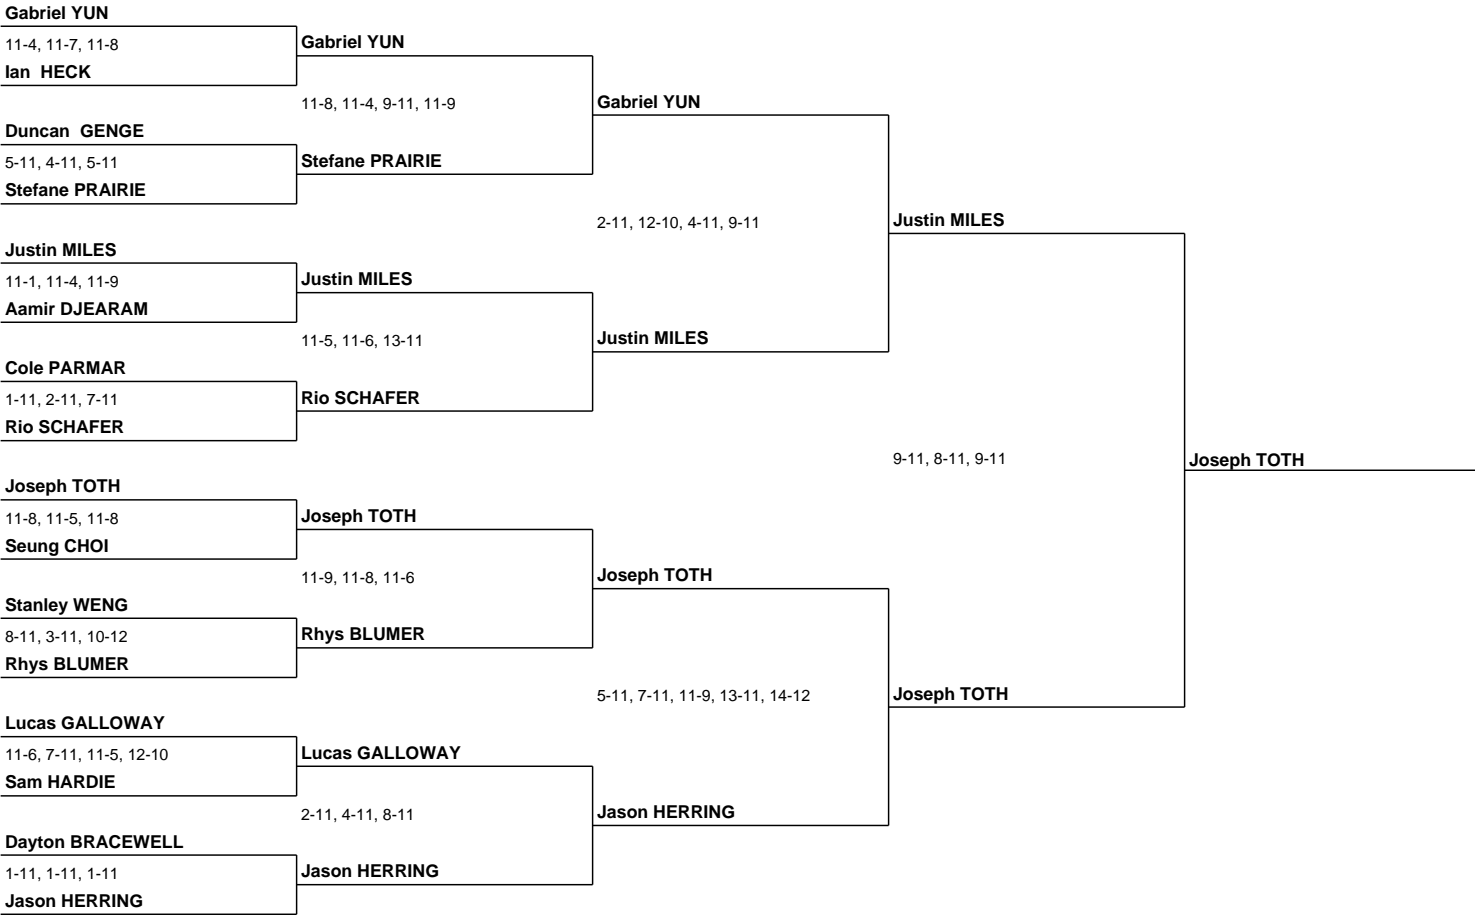 Gabriel YUN
11-4, 11-7, 11-8
Ian  HECK
Duncan  GENGE
5-11, 4-11, 5-11
Stefane PRAIRIE
Justin MILES
11-1, 11-4, 11-9
Aamir DJEARAM
Cole PARMAR
1-11, 2-11, 7-11
Rio SCHAFER
Joseph TOTH
11-8, 11-5, 11-8
Seung CHOI
Stanley WENG
8-11, 3-11, 10-12
Rhys BLUMER
Lucas GALLOWAY
11-6, 7-11, 11-5, 12-10
Sam HARDIE
Dayton BRACEWELL
1-11, 1-11, 1-11
Jason HERRING
Gabriel YUN
11-8, 11-4, 9-11, 11-9
Stefane PRAIRIE
Justin MILES
11-5, 11-6, 13-11
Rio SCHAFER
Joseph TOTH
11-9, 11-8, 11-6
Rhys BLUMER
Lucas GALLOWAY
2-11, 4-11, 8-11
Jason HERRING
Gabriel YUN
2-11, 12-10, 4-11, 9-11
Justin MILES
Joseph TOTH
5-11, 7-11, 11-9, 13-11, 14-12
Jason HERRING
Justin MILES
9-11, 8-11, 9-11
Joseph TOTH
Joseph TOTH